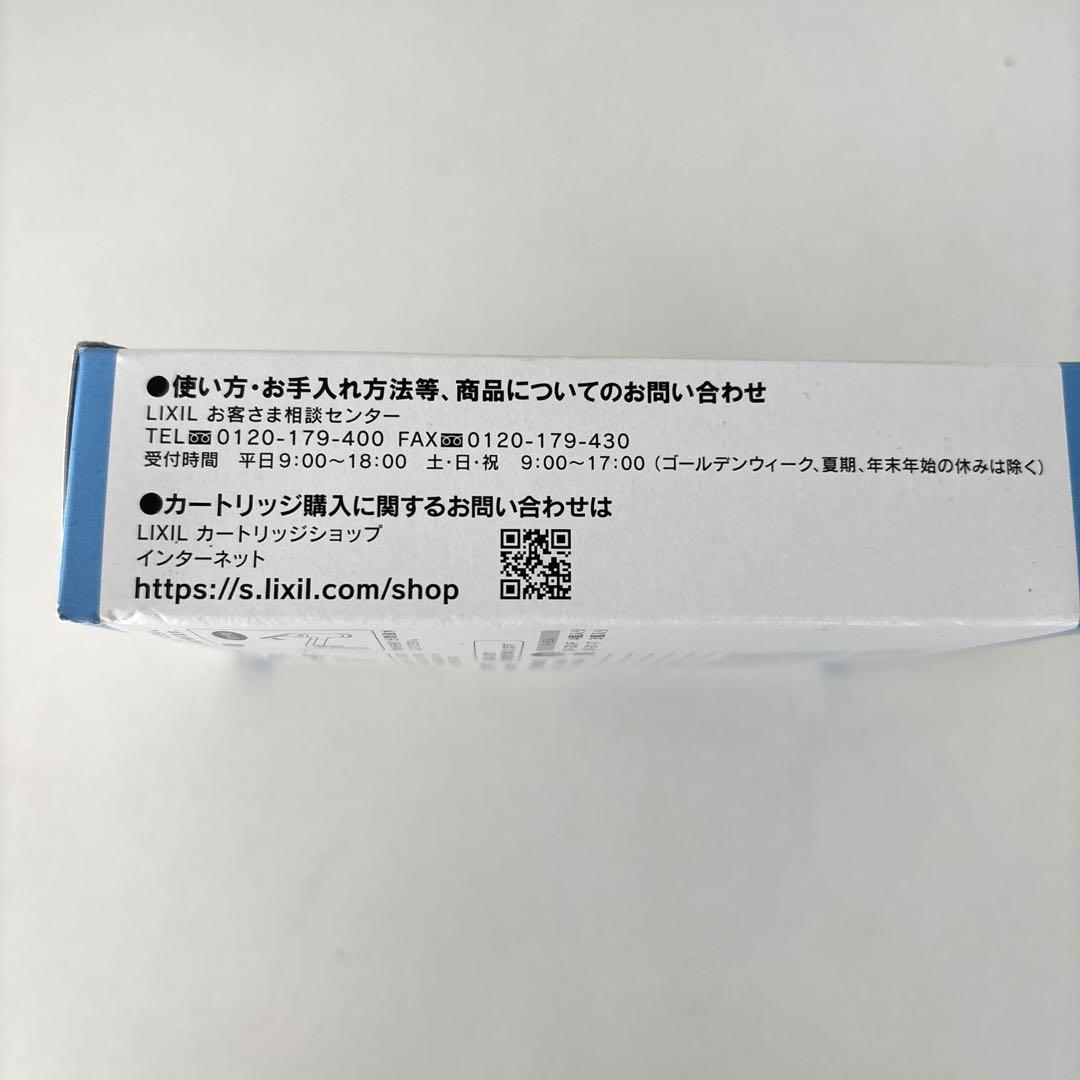 ●使い方・お手入れ方法等、商品についてのお問い合わせ
LIXIL お客さま相談センター
TEL 0120-179-400 FAX 0120-179-430
受付時間 平日9:00～18:00 土・日・祝 9:00～17:00（ゴールデンウィーク、夏期、年末年始の休みは除く）
●カートリッジ購入に関するお問い合わせは
LIXIL カートリッジショップ
インターネット
https://s.lixil.com/shop